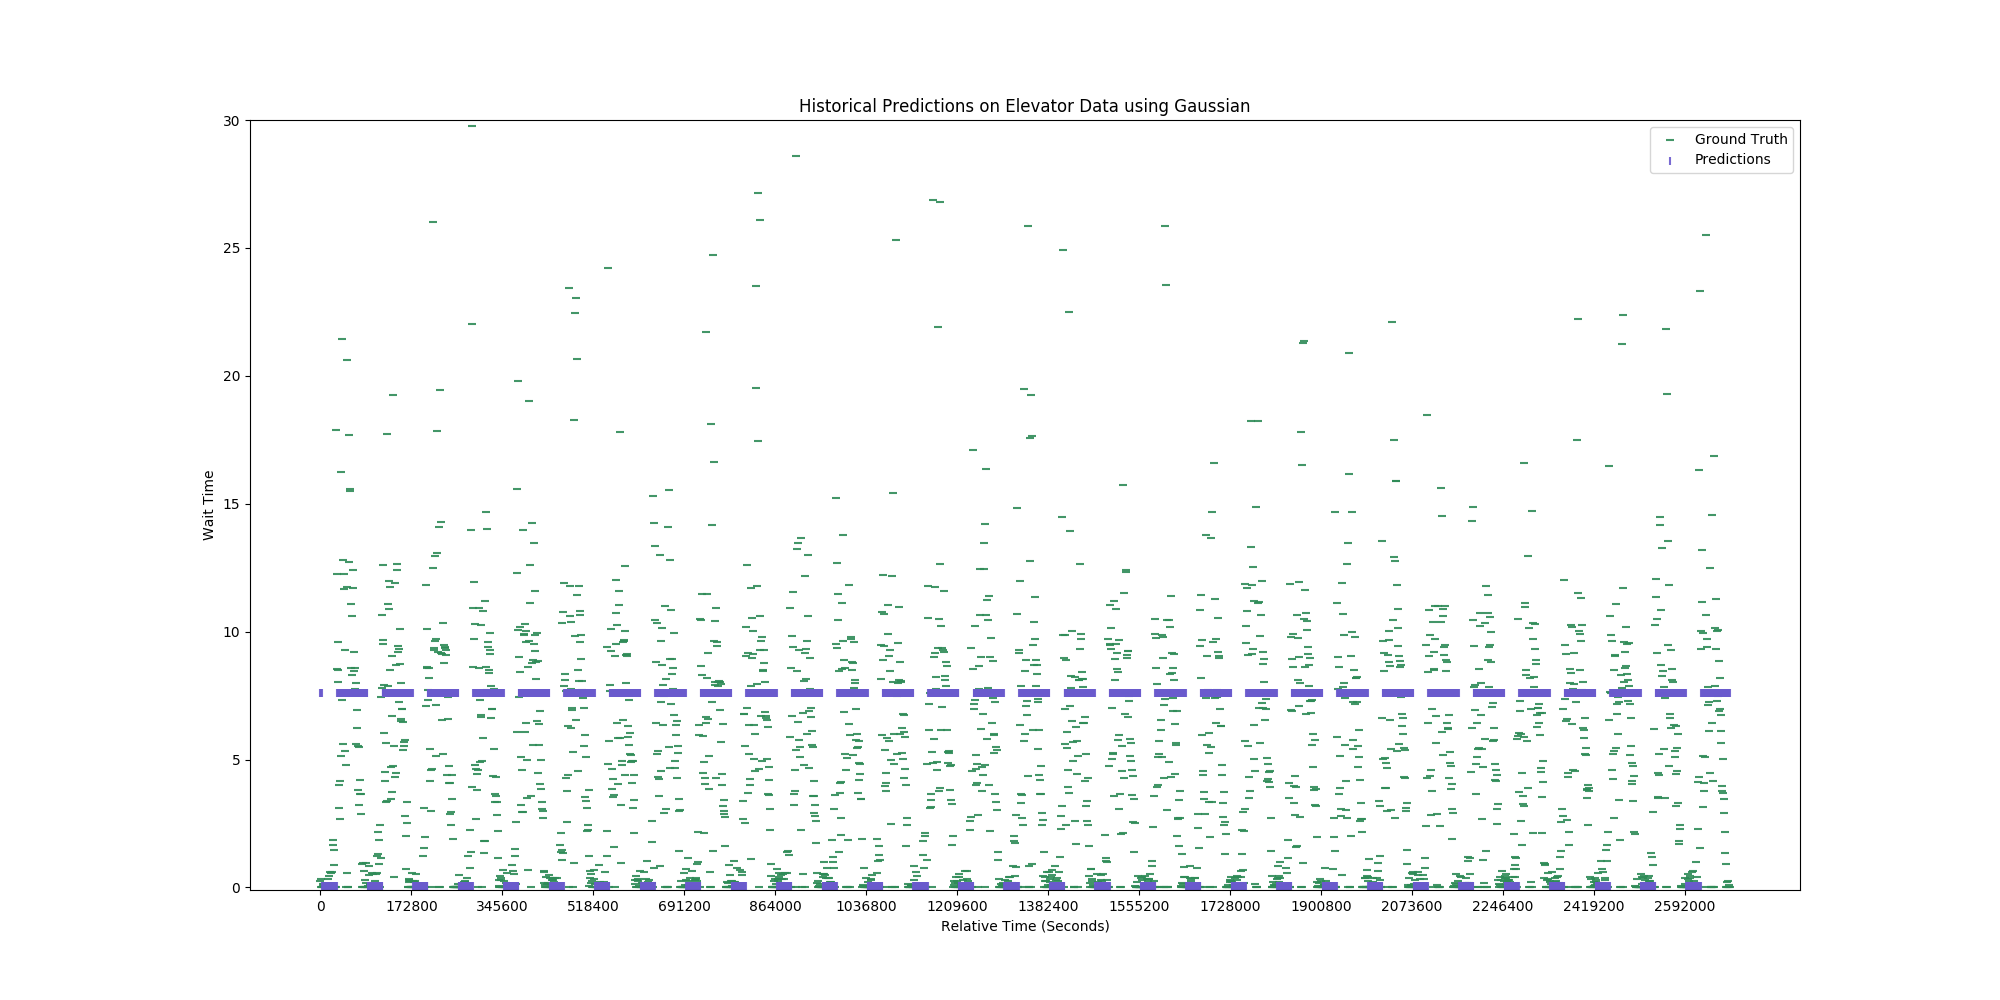 Historical Predictions on Elevator Data using Gaussian
30
25
20
15
10
5
0
Wait Time
Ground Truth
Predictions
0 172800 345600 518400 691200 864000 1036800 1209600 1382400 1555200 1728000 1900800 2073600 2246400 2419200 2592000
Relative Time (Seconds)